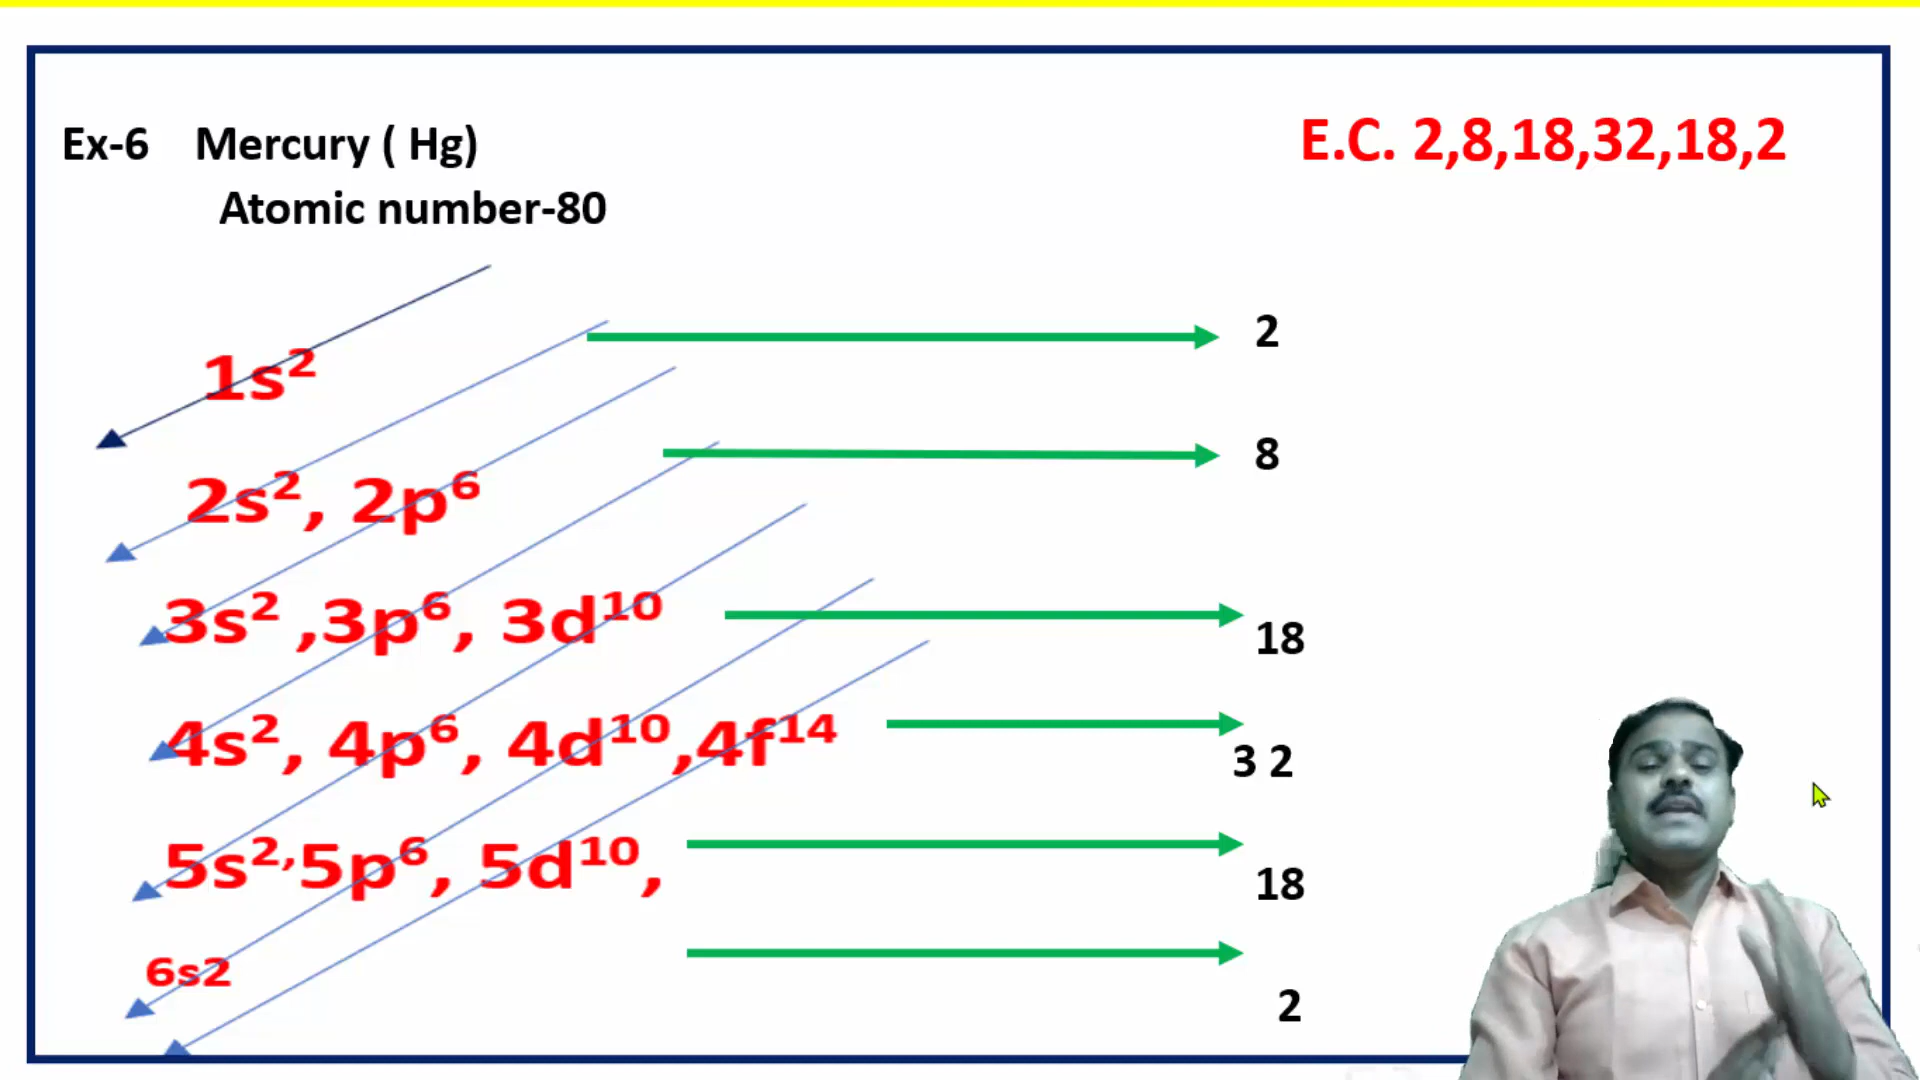 Ex-6 Mercury ( Hg) E.C. 2,8,18,32,18,2
Atomic number-80
1s² 2
2s², 2p⁶ 8
3s² ,3p⁶, 3d¹⁰ 18
4s², 4p⁶, 4d¹⁰,4f¹⁴ 3 2
5s²,5p⁶, 5d¹⁰, 18
6s2 2